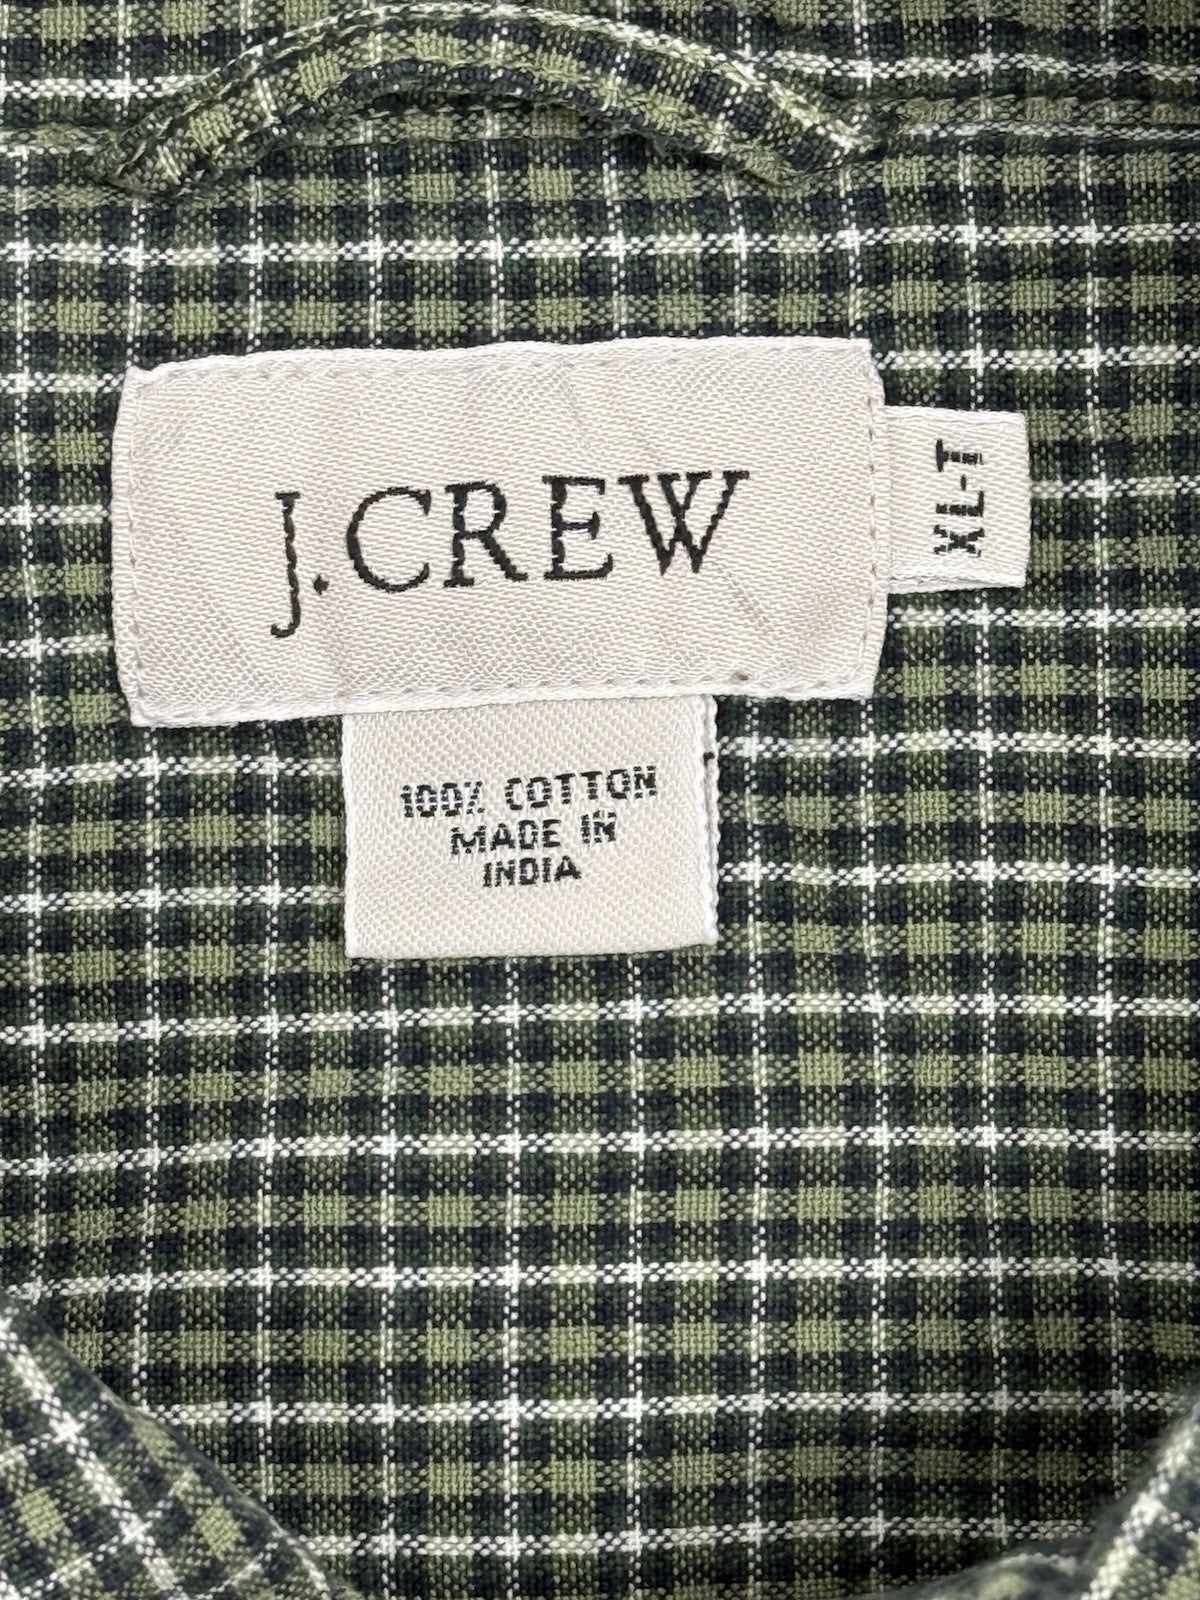 J.CREW
XL-T
100% COTTON
MADE IN
INDIA